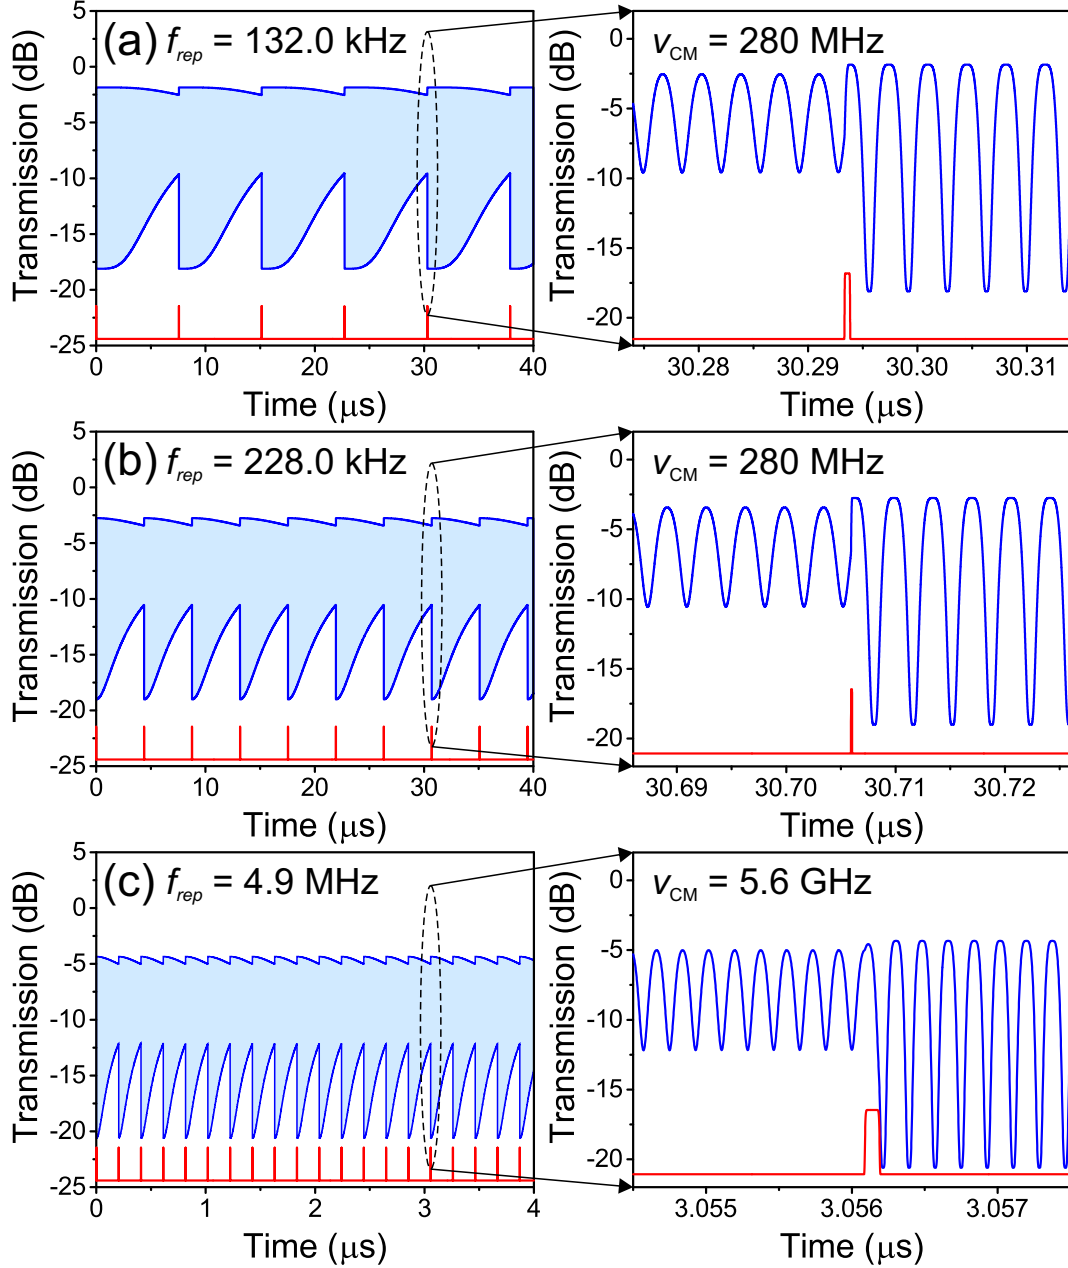 (a) f_rep = 132.0 kHz
Transmission (dB)
5
0
-5
-10
-15
-20
-25
0 10 20 30 40
Time (μs)
ν_CM = 280 MHz
Transmission (dB)
0
-5
-10
-15
-20
30.28 30.29 30.30 30.31
Time (μs)
(b) f_rep = 228.0 kHz
Transmission (dB)
5
0
-5
-10
-15
-20
-25
0 10 20 30 40
Time (μs)
ν_CM = 280 MHz
Transmission (dB)
0
-5
-10
-15
-20
30.69 30.70 30.71 30.72
Time (μs)
(c) f_rep = 4.9 MHz
Transmission (dB)
5
0
-5
-10
-15
-20
-25
0 1 2 3 4
Time (μs)
ν_CM = 5.6 GHz
Transmission (dB)
0
-5
-10
-15
-20
3.055 3.056 3.057
Time (μs)